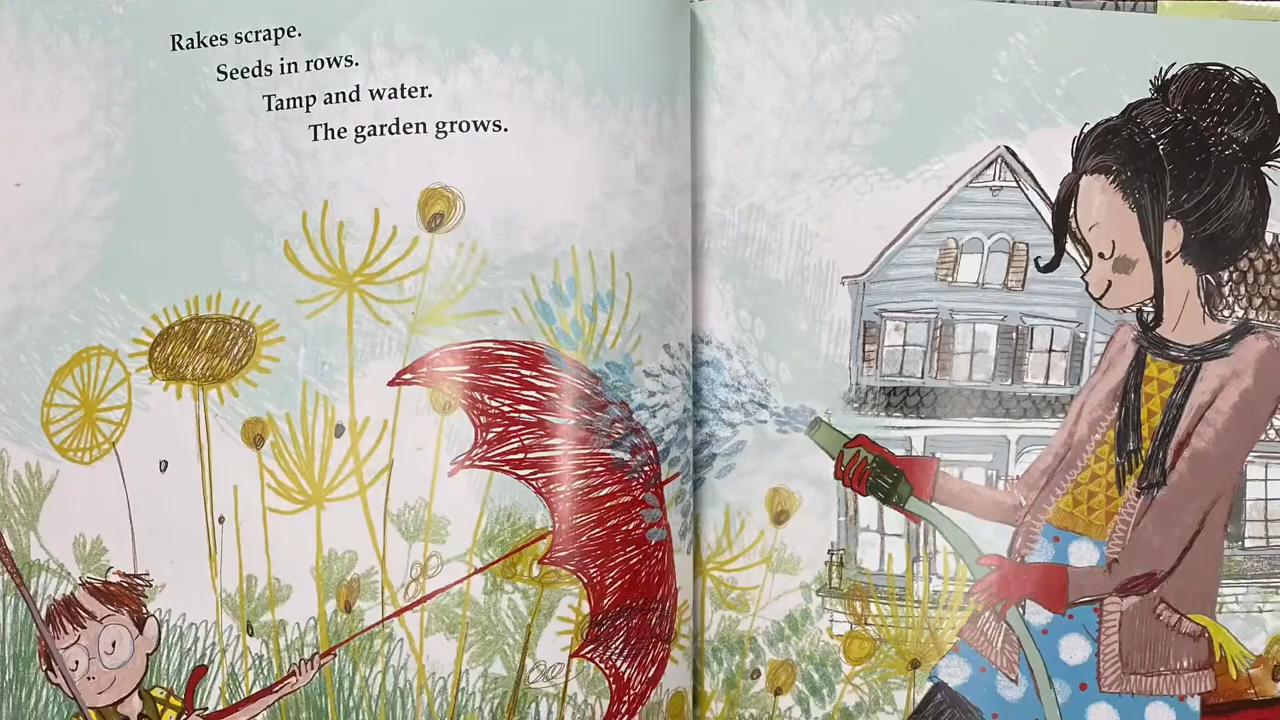 Rakes scrape.
Seeds in rows.
Tamp and water.
The garden grows.